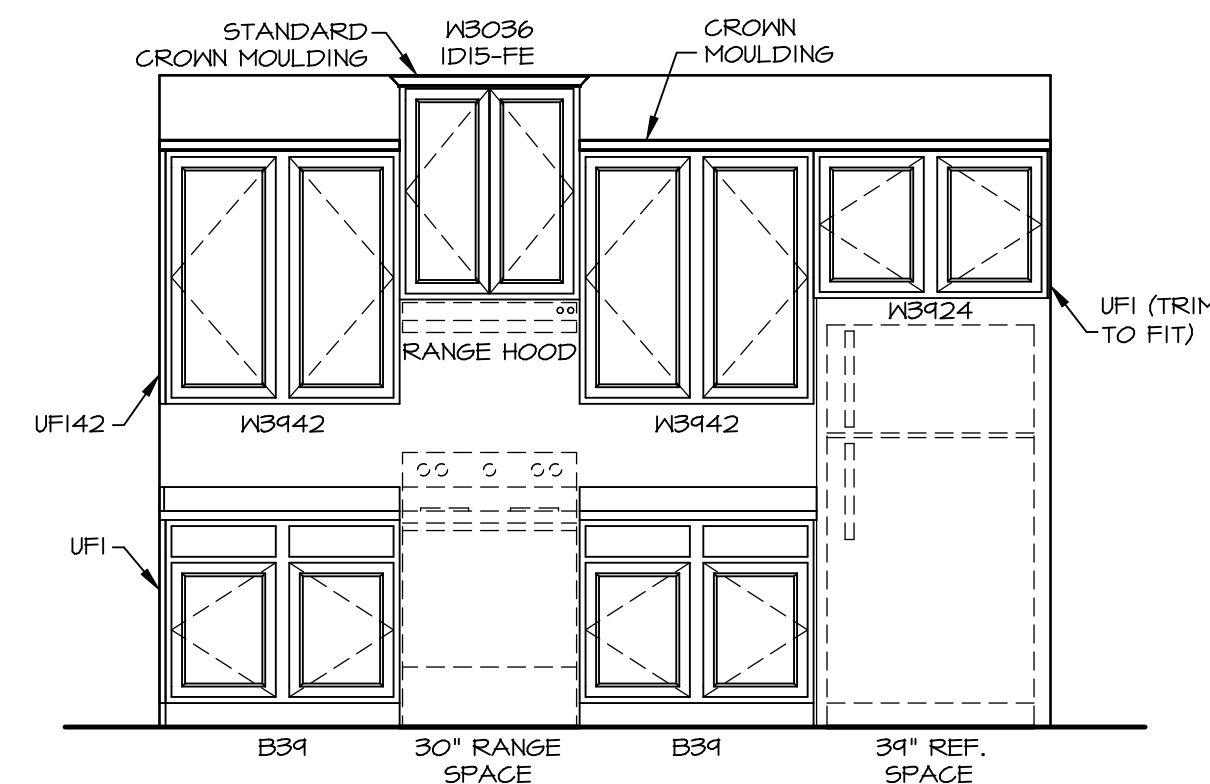 STANDARD
CROWN MOULDING
W3036
1D15-FE
CROWN
MOULDING
W3924
UF1 (TRIM
TO FIT)
RANGE HOOD
UF142
W3942
W3942
UF1
B39
30" RANGE
SPACE
B39
39" REF.
SPACE